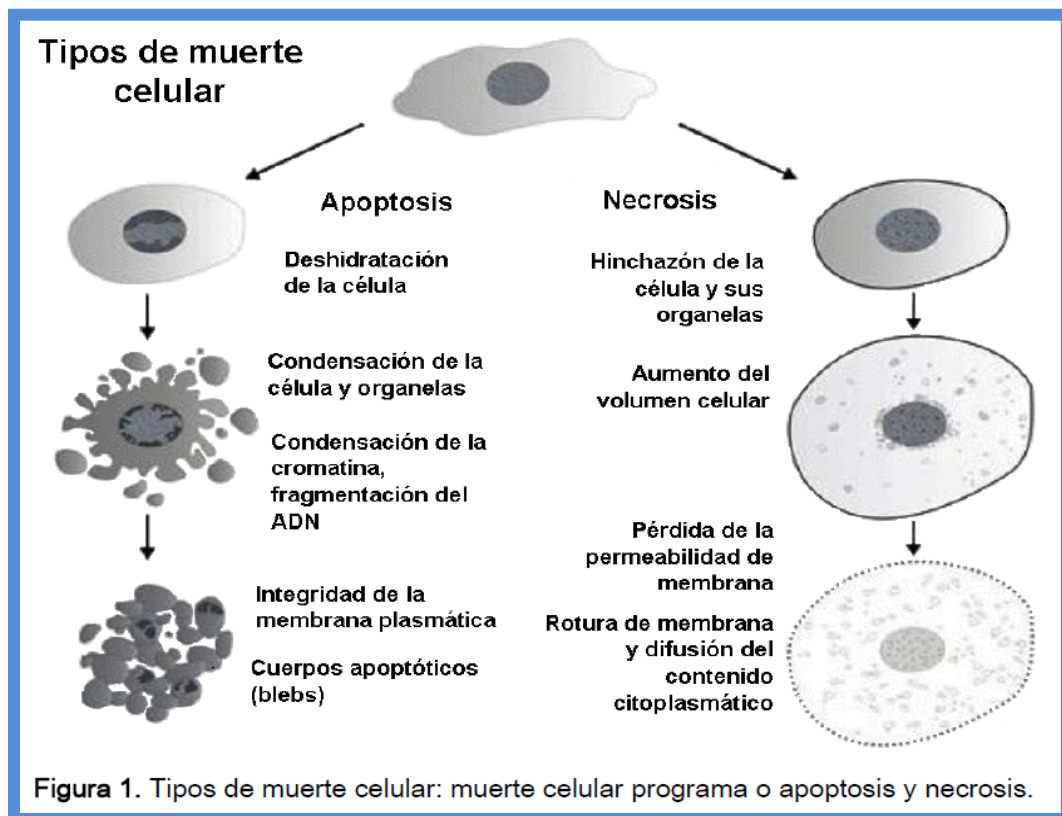 Tipos de muerte
celular
Apoptosis
Deshidratación
de la célula
Condensación de la
célula y organelas
Condensación de la
cromatina,
fragmentación del
ADN
Integridad de la
membrana plasmática
Cuerpos apoptóticos
(blebs)
Necrosis
Hinchazón de la
célula y sus
organelas
Aumento del
volumen celular
Pérdida de la
permeabilidad de
membrana
Rotura de membrana
y difusión del
contenido
citoplasmático
Figura 1. Tipos de muerte celular: muerte celular programa o apoptosis y necrosis.